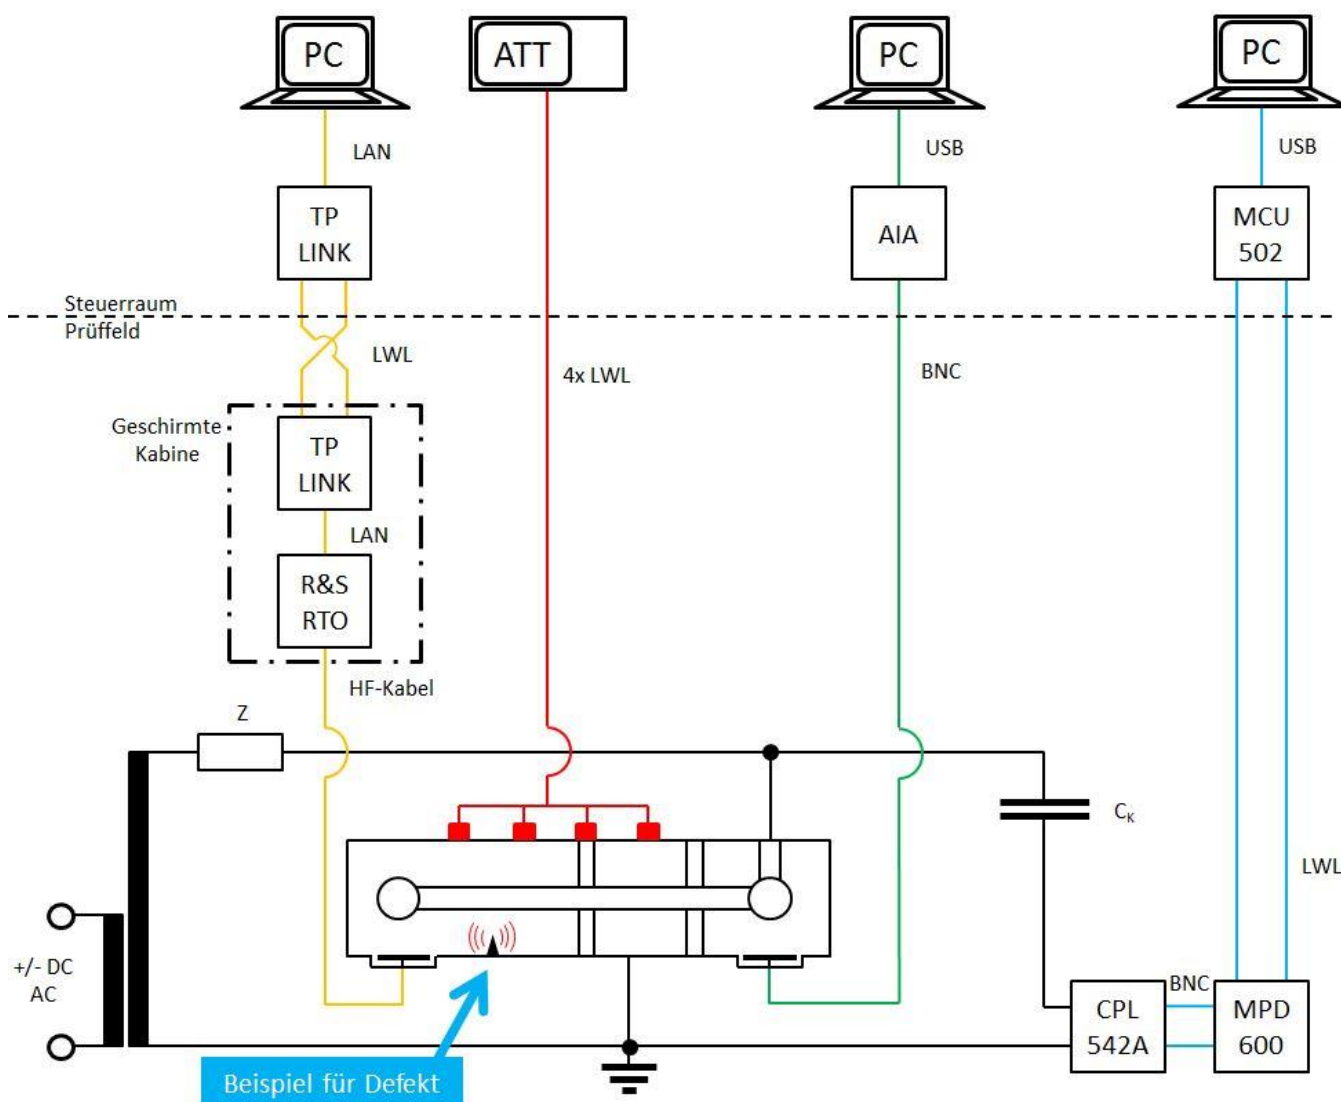 PC
ATT
PC
PC
LAN
USB
USB
TP
LINK
AIA
MCU
502
Steuerraum
Prüffeld
LWL
4x LWL
BNC
Geschirmte
Kabine
TP
LINK
LAN
R&S
RTO
HF-Kabel
Z
C_K
LWL
+/- DC
AC
BNC
CPL
542A
MPD
600
Beispiel für Defekt